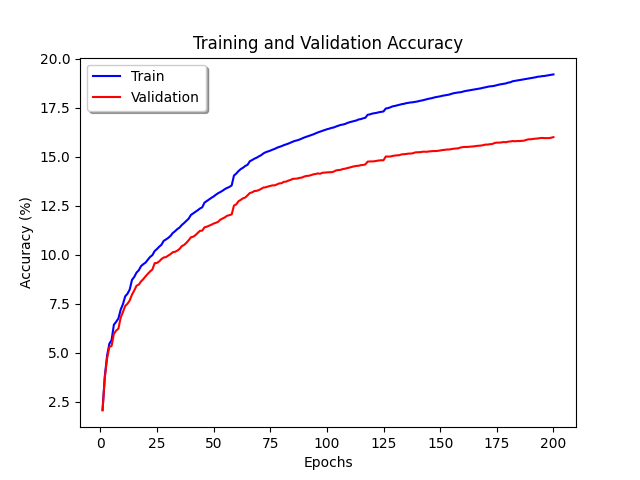 Training and Validation Accuracy
Train
Validation
20.0
17.5
15.0
12.5
10.0
7.5
5.0
2.5
Accuracy (%)
0 25 50 75 100 125 150 175 200
Epochs